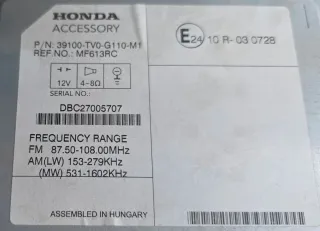 HONDA
ACCESSORY
P/N: 39100-TV0-G110-M1
REF NO.: MF613RC
12V 4-8Ω
SERIAL NO.:
DBC27005707
FREQUENCY RANGE
FM 87.50-108.00MHz
AM(LW) 153-279KHz
(MW) 531-1602KHz
ASSEMBLED IN HUNGARY
E24 10 R- 03 0728